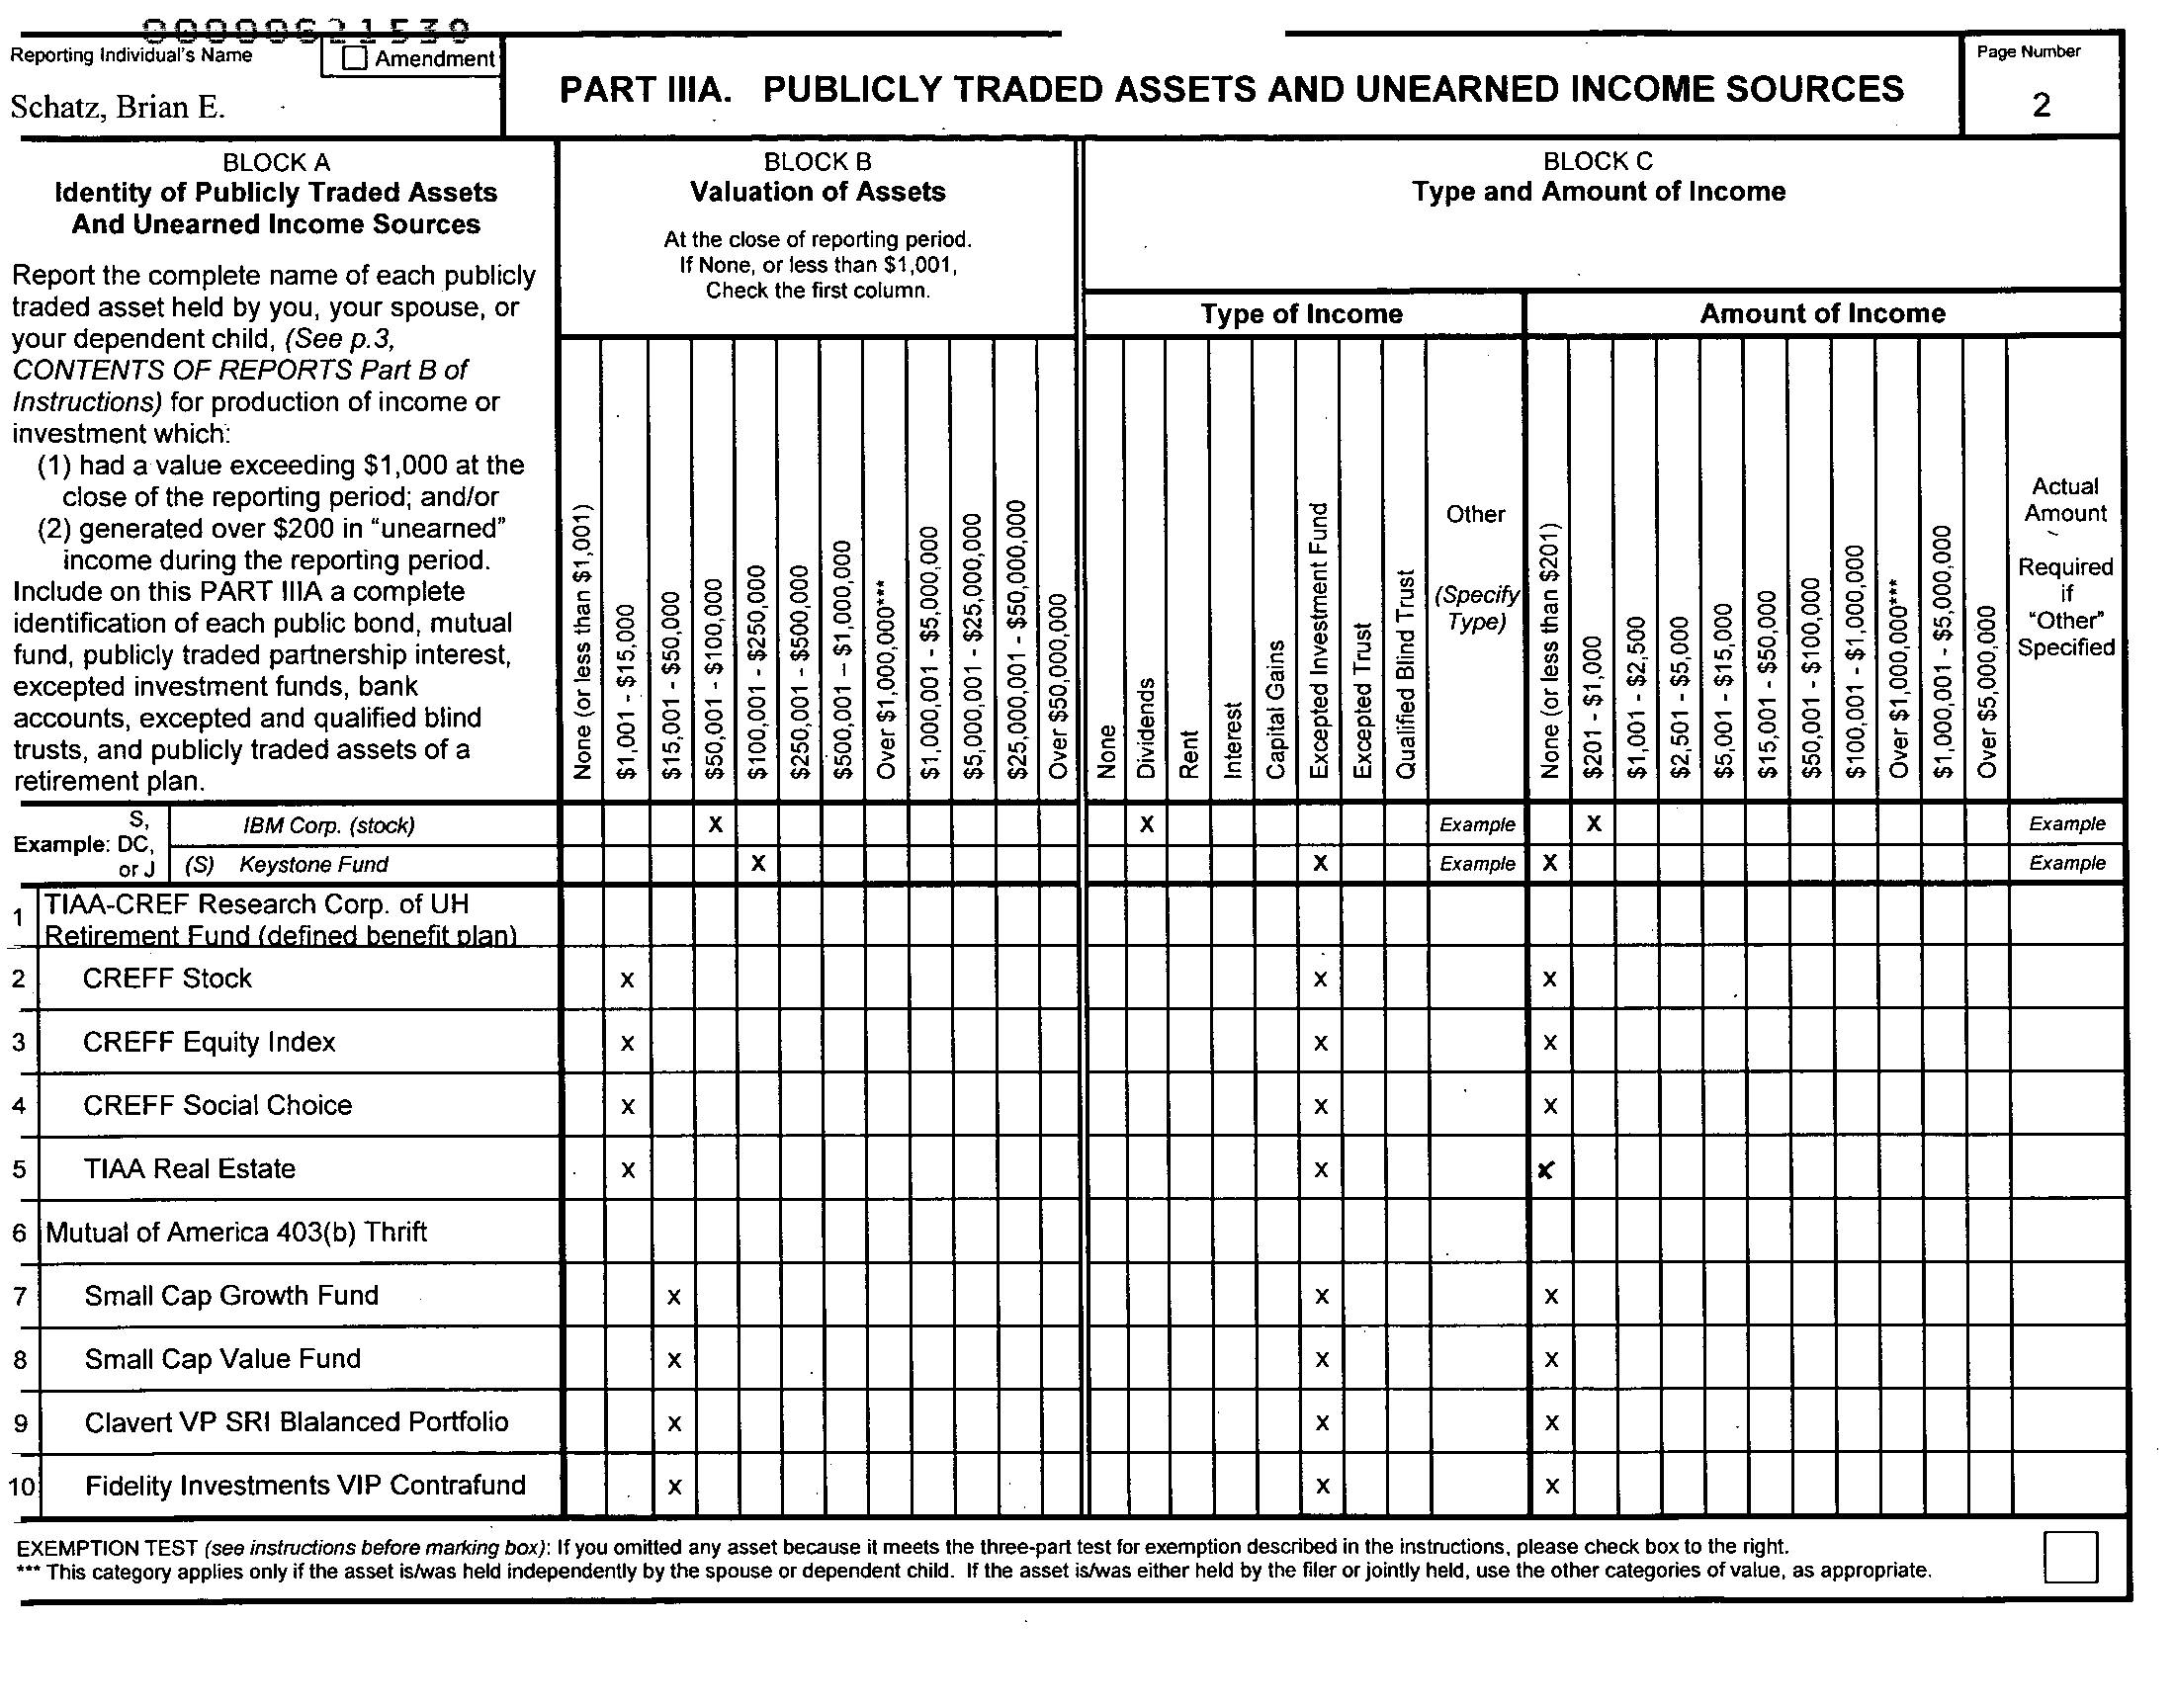 00000621530
Reporting Individual's Name
Amendment
Schatz, Brian E.
PART IIIA. PUBLICLY TRADED ASSETS AND UNEARNED INCOME SOURCES
Page Number
2
BLOCK A
Identity of Publicly Traded Assets
And Unearned Income Sources
Report the complete name of each publicly
traded asset held by you, your spouse, or
your dependent child, (See p.3,
CONTENTS OF REPORTS Part B of
Instructions) for production of income or
investment which:
(1) had a value exceeding $1,000 at the
close of the reporting period; and/or
(2) generated over $200 in "unearned"
income during the reporting period.
Include on this PART IIIA a complete
identification of each public bond, mutual
fund, publicly traded partnership interest,
excepted investment funds, bank
accounts, excepted and qualified blind
trusts, and publicly traded assets of a
retirement plan.
BLOCK B
Valuation of Assets
At the close of reporting period.
If None, or less than $1,001,
Check the first column.
None (or less than $1,001)
$1,001 - $15,000
$15,001 - $50,000
$50,001 - $100,000
$100,001 - $250,000
$250,001 - $500,000
$500,001 – $1,000,000
Over $1,000,000***
$1,000,001 - $5,000,000
$5,000,001 - $25,000,000
$25,000,001 - $50,000,000
Over $50,000,000
BLOCK C
Type and Amount of Income
Type of Income
None
Dividends
Rent
Interest
Capital Gains
Excepted Investment Fund
Excepted Trust
Qualified Blind Trust
Other
(Specify
Type)
Amount of Income
None (or less than $201)
$201 - $1,000
$1,001 - $2,500
$2,501 - $5,000
$5,001 - $15,000
$15,001 - $50,000
$50,001 - $100,000
$100,001 - $1,000,000
Over $1,000,000***
$1,000,001 - $5,000,000
Over $5,000,000
Actual
Amount
Required
if
"Other"
Specified
Example: S, DC, or J
IBM Corp. (stock) X X Example X Example
(S) Keystone Fund X X Example X Example
1 TIAA-CREF Research Corp. of UH
Retirement Fund (defined benefit plan)
2 CREFF Stock X X X
3 CREFF Equity Index X X X
4 CREFF Social Choice X X X
5 TIAA Real Estate X X X
6 Mutual of America 403(b) Thrift
7 Small Cap Growth Fund X X X
8 Small Cap Value Fund X X X
9 Clavert VP SRI Blalanced Portfolio X X X
10 Fidelity Investments VIP Contrafund X X X
EXEMPTION TEST (see instructions before marking box): If you omitted any asset because it meets the three-part test for exemption described in the instructions, please check box to the right.
*** This category applies only if the asset is/was held independently by the spouse or dependent child. If the asset is/was either held by the filer or jointly held, use the other categories of value, as appropriate.